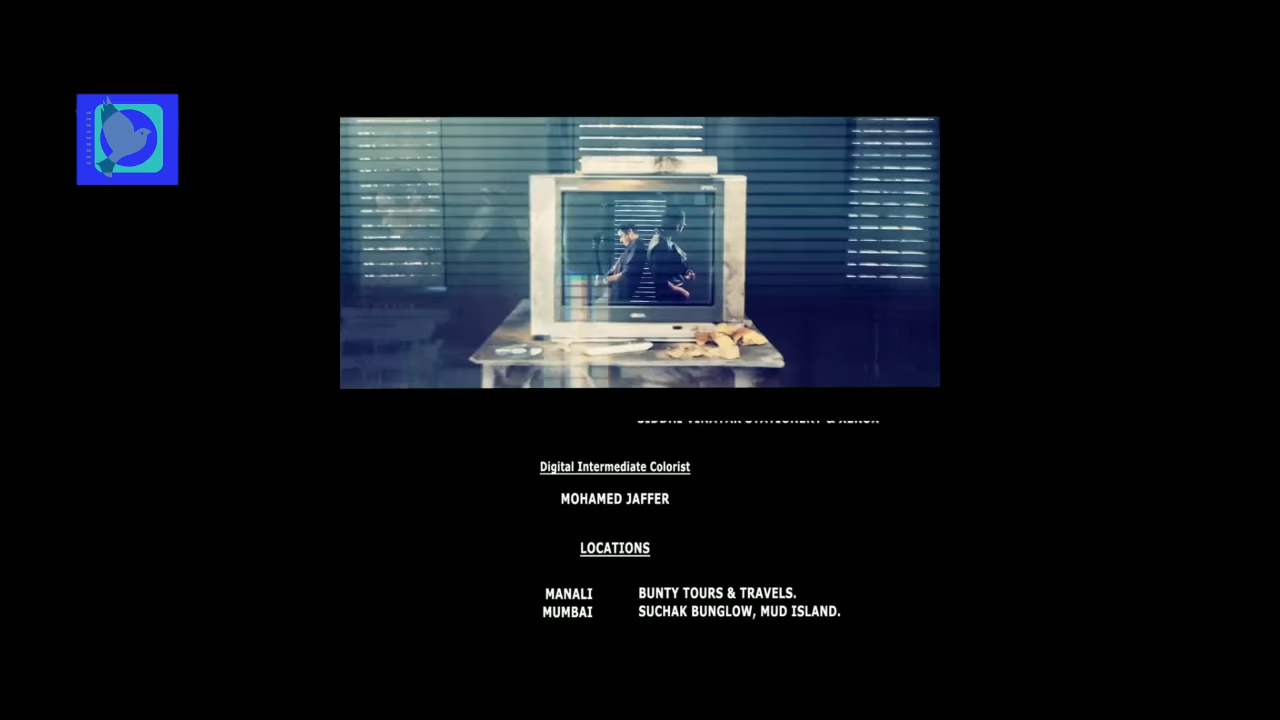 Digital Intermediate Colorist
MOHAMED JAFFER
LOCATIONS
MANALI BUNTY TOURS & TRAVELS.
MUMBAI SUCHAK BUNGLOW, MUD ISLAND.